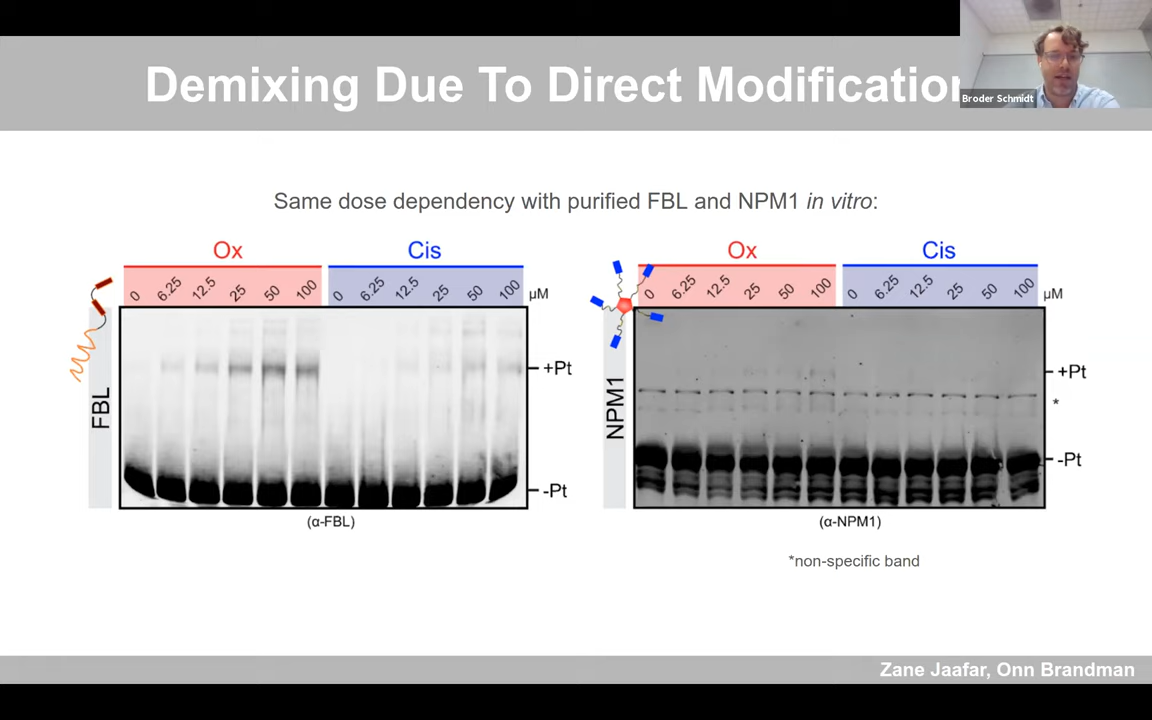 Demixing Due To Direct Modification
Broder Schmidt
Same dose dependency with purified FBL and NPM1 in vitro:
Ox Cis
0 6.25 12.5 25 50 100 0 6.25 12.5 25 50 100 µM
FBL
+Pt
-Pt
(α-FBL)
Ox Cis
0 6.25 12.5 25 50 100 0 6.25 12.5 25 50 100 µM
NPM1
+Pt
*
-Pt
(α-NPM1)
*non-specific band
Zane Jaafar, Onn Brandman